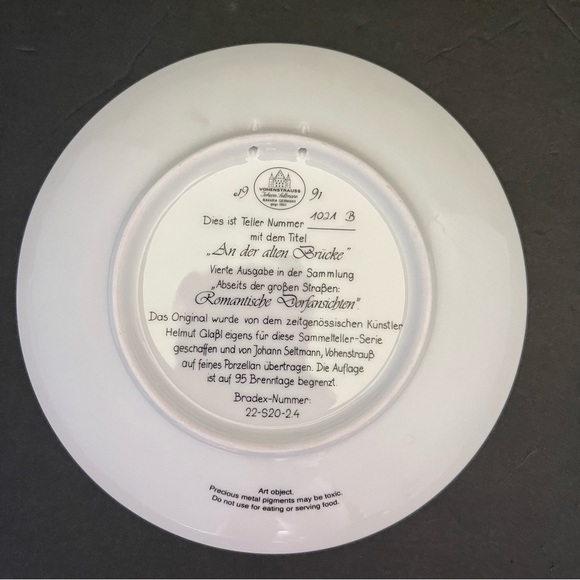 19 91
VOHENSTRAUSS
Johann Seltmann
BAVARIA GERMANY
Dies ist Teller Nummer 1021 B
mit dem Titel
„An der alten Brücke"
Vierte Ausgabe in der Sammlung
„Abseits der großen Straßen:
Romantische Dorfansichten".
Das Original wurde von dem zeitgenössischen Künstler
Helmut Glaßl eigens für diese Sammelteller-Serie
geschaffen und von Johann Seltmann, Vohenstrauß
auf feines Porzellan übertragen. Die Auflage
ist auf 95 Brenntage begrenzt.
Bradex-Nummer:
22-S20-2.4
Art object.
Precious metal pigments may be toxic.
Do not use for eating or serving food.